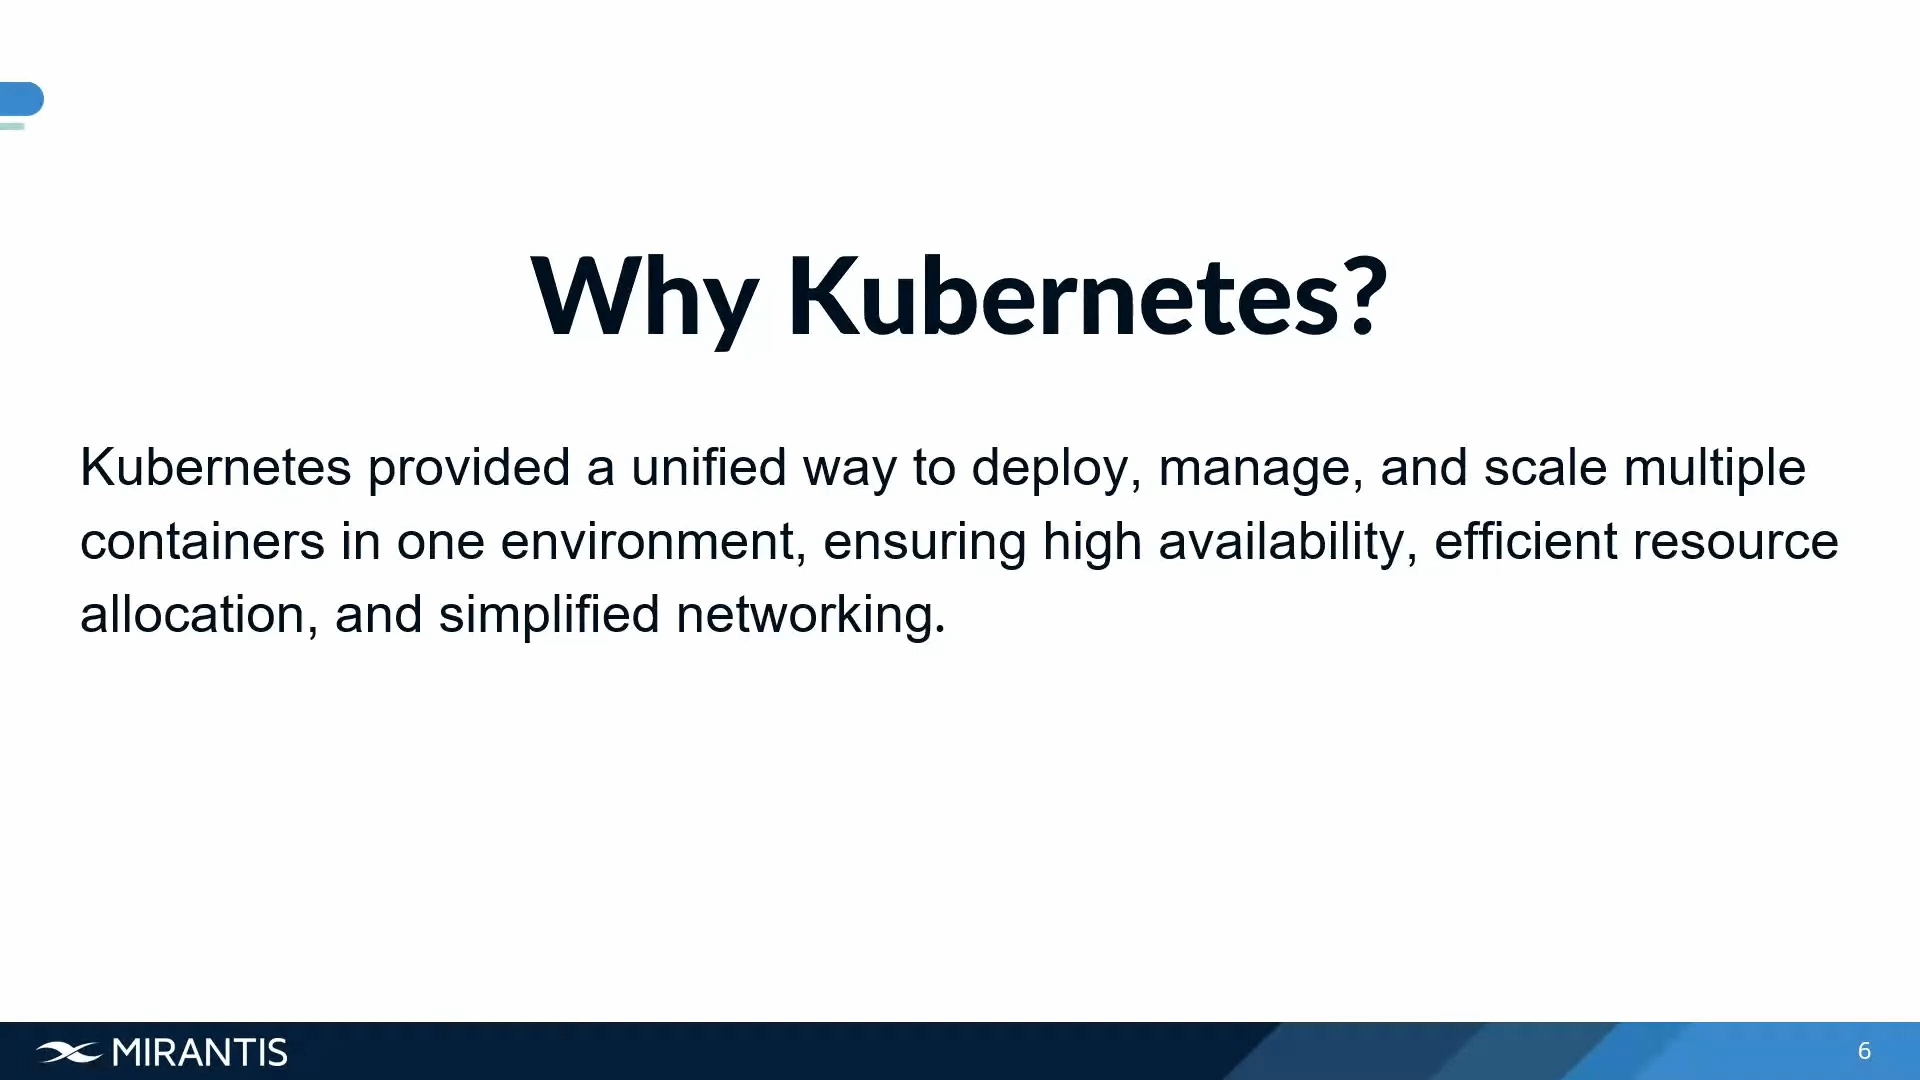 Why Kubernetes?
Kubernetes provided a unified way to deploy, manage, and scale multiple
containers in one environment, ensuring high availability, efficient resource
allocation, and simplified networking.
MIRANTIS
6